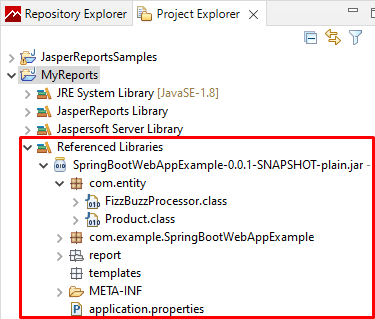 Repository Explorer Project Explorer
JasperReportsSamples
MyReports
JRE System Library [JavaSE-1.8]
JasperReports Library
Jaspersoft Server Library
Referenced Libraries
SpringBootWebAppExample-0.0.1-SNAPSHOT-plain.jar -
com.entity
FizzBuzzProcessor.class
Product.class
com.example.SpringBootWebAppExample
report
templates
META-INF
application.properties